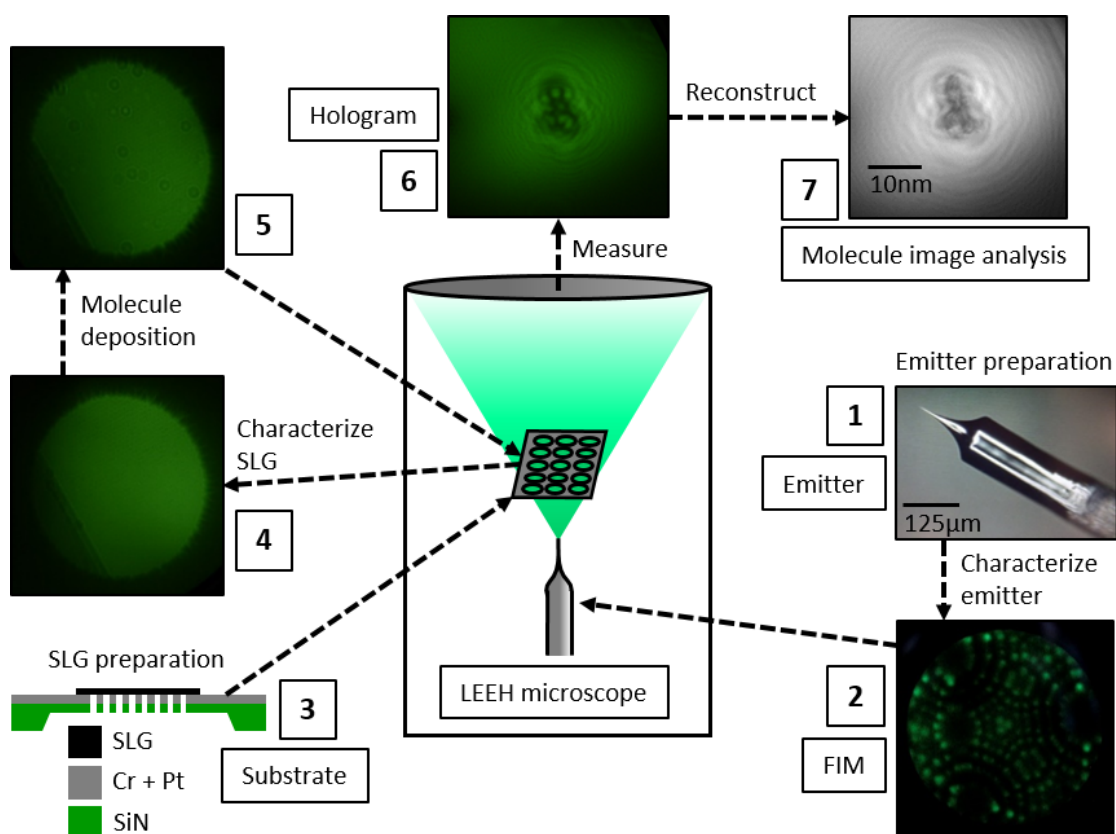 Hologram
6
Reconstruct
10nm
7
Molecule image analysis
5
Measure
Molecule
deposition
Characterize
SLG
4
Emitter preparation
1
Emitter
125μm
Characterize
emitter
SLG preparation
3
Substrate
SLG
Cr + Pt
SiN
LEEH microscope
2
FIM